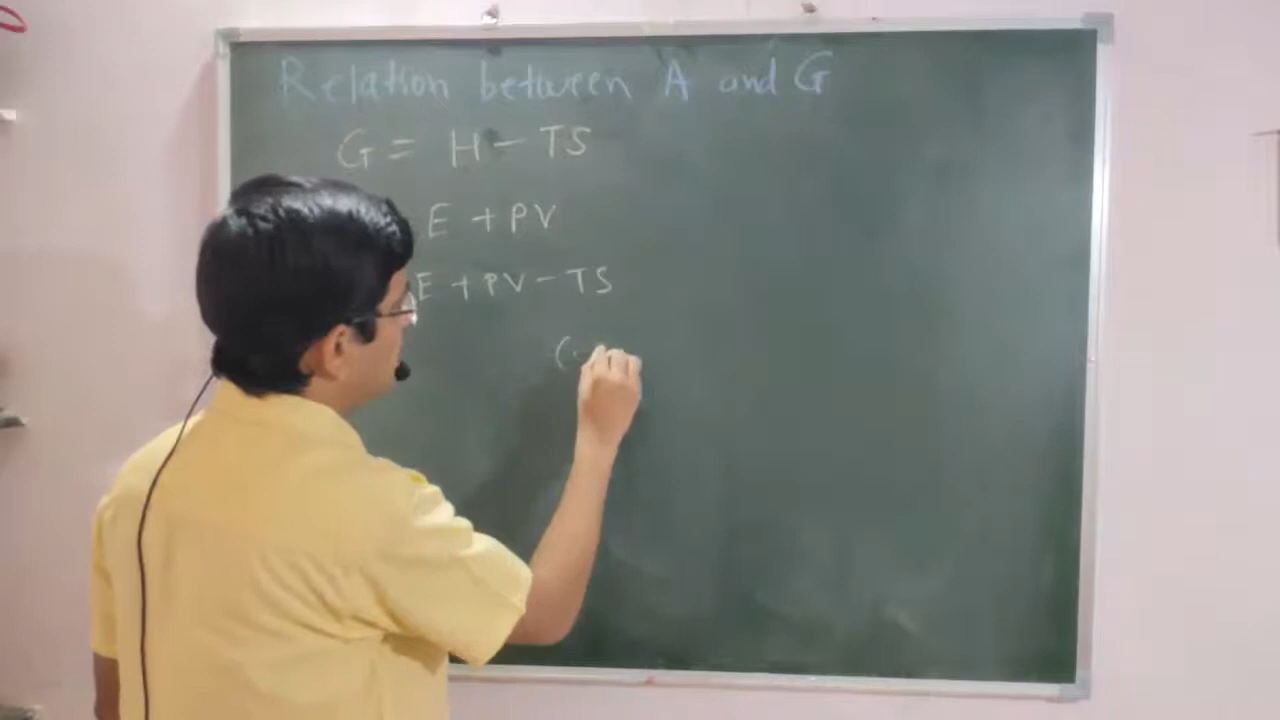 Relation between A and G
G = H - TS
E + PV
E + PV - TS
(